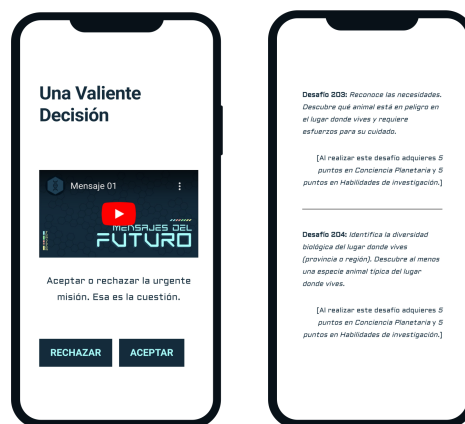 Una Valiente
Decisión
Mensaje 01
MENSAJES DEL
FUTURO
Aceptar o rechazar la urgente
misión. Esa es la cuestión.
RECHAZAR
ACEPTAR
Desafío 203: Reconoce las necesidades.
Descubre qué animal está en peligro en
el lugar donde vives y requiere
esfuerzos para su cuidado.
[Al realizar este desafío adquieres 5
puntos en Conciencia Planetaria y 5
puntos en Habilidades de investigación.]
Desafío 204: Identifica la diversidad
biológica del lugar donde vives
(provincia o región). Descubre al menos
una especie animal típica del lugar
donde vives.
[Al realizar este desafío adquieres 5
puntos en Conciencia Planetaria y 5
puntos en Habilidades de investigación.]